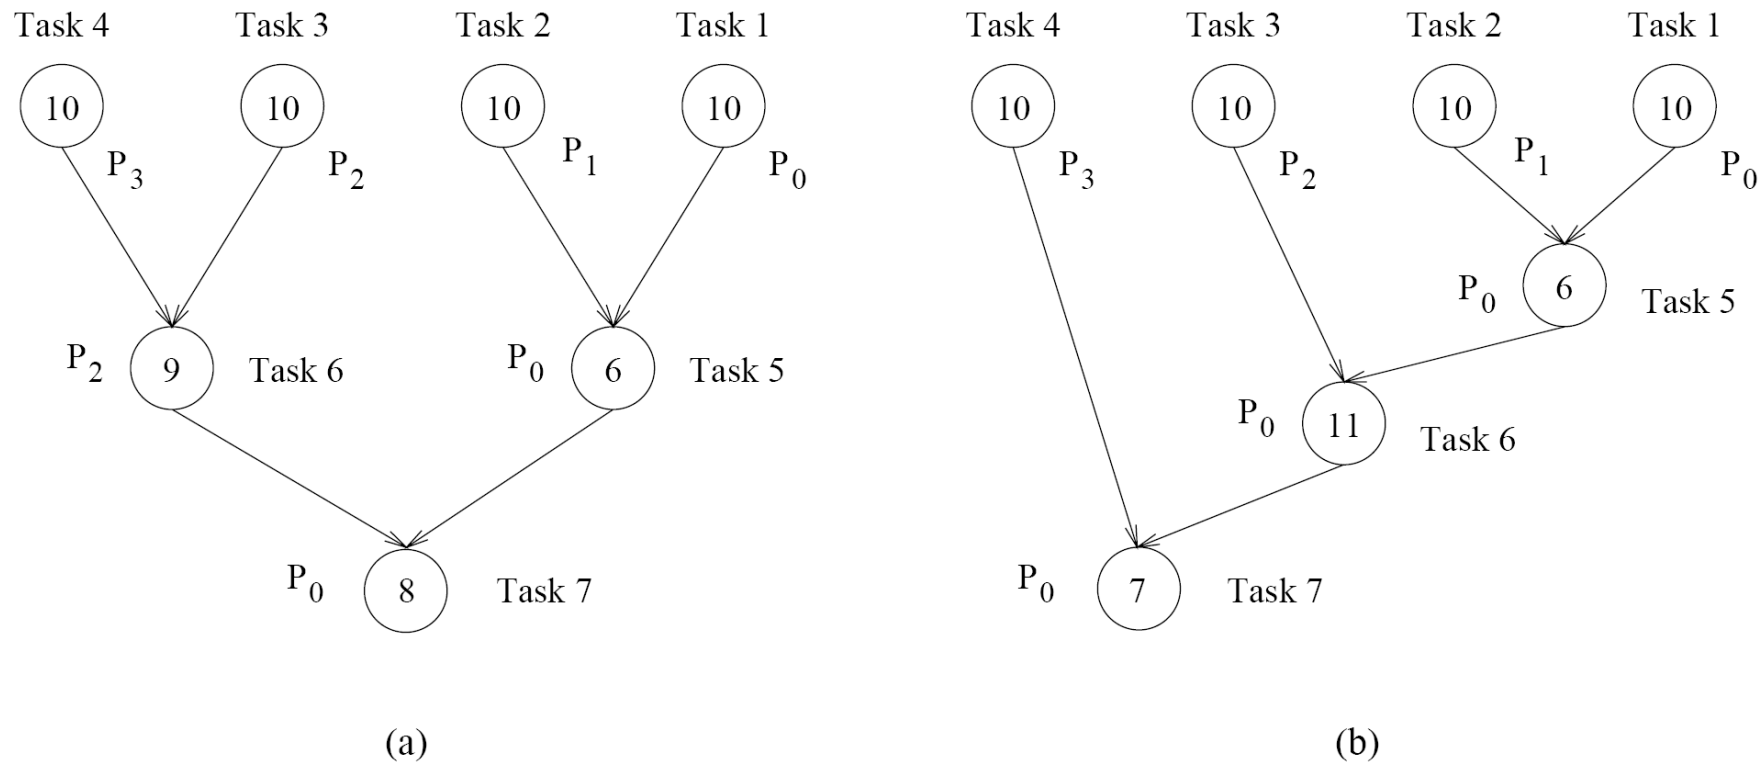 Task 4 Task 3 Task 2 Task 1
10 10 10 10
P3 P2 P1 P0
P2 9 Task 6 P0 6 Task 5
P0 8 Task 7
(a)
Task 4 Task 3 Task 2 Task 1
10 10 10 10
P3 P2 P1 P0
P0 6 Task 5
P0 11 Task 6
P0 7 Task 7
(b)